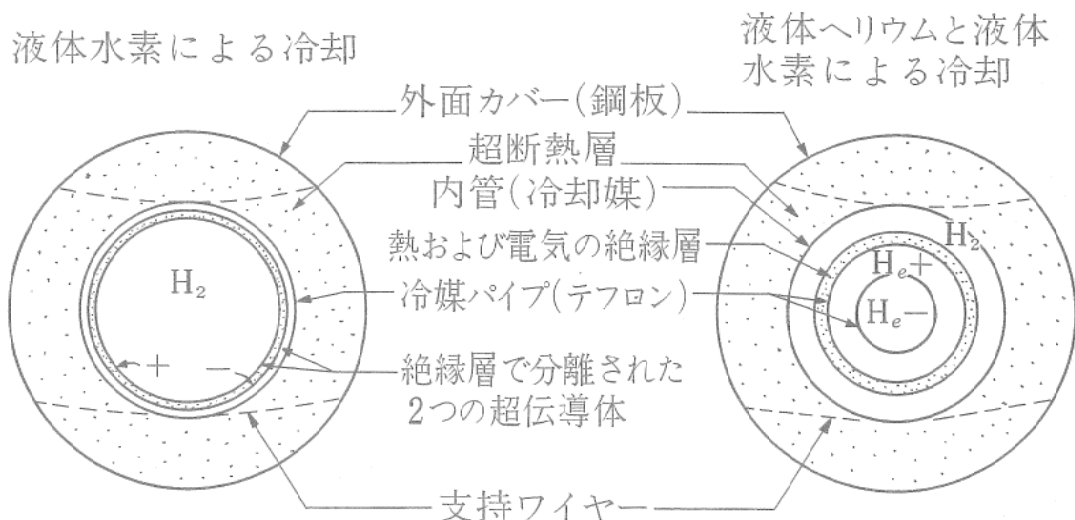 液体水素による冷却
液体ヘリウムと液体
水素による冷却
外面カバー(鋼板)
超断熱層
内管(冷却媒)
熱および電気の絶縁層
冷媒パイプ(テフロン)
絶縁層で分離された
2つの超伝導体
支持ワイヤー
H₂
+ −
H₂
Hₑ+
Hₑ−